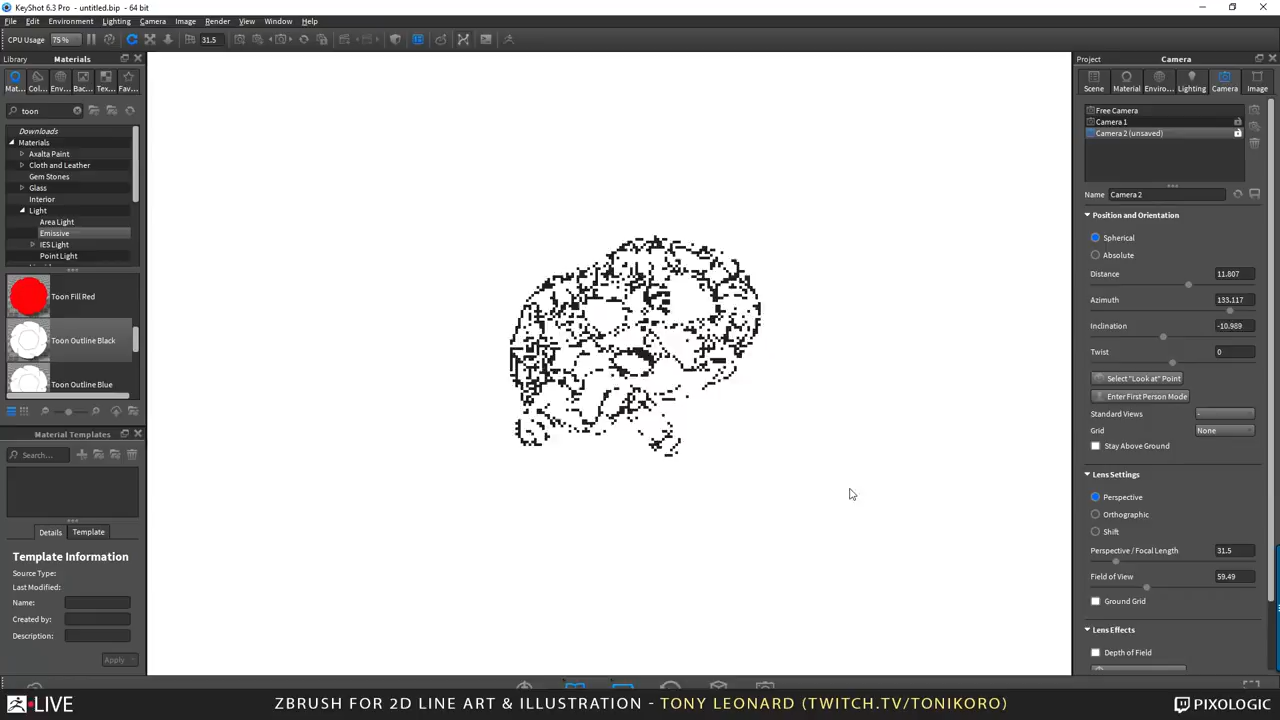 KeyShot 6.3 Pro - untitled.bip - 64 bit
File Edit Environment Lighting Camera Image Render View Window Help
CPU Usage 75 % 31.5
Library Materials
Mat... Col... Env... Bac... Tex... Fav...
toon
Downloads
Materials
Axalta Paint
Cloth and Leather
Gem Stones
Glass
Interior
Light
Area Light
Emissive
IES Light
Point Light
Toon Fill Red
Toon Outline Black
Toon Outline Blue
Material Templates
Search...
Details Template
Template Information
Source Type:
Last Modified:
Name:
Created by:
Description:
Apply
Project Camera
Scene Material Enviro... Lighting Camera Image
Free Camera
Camera 1
Camera 2 (unsaved)
Name Camera 2
Position and Orientation
Spherical
Absolute
Distance 11.807
Azimuth 133.117
Inclination -10.989
Twist 0
Select "Look at" Point
Enter First Person Mode
Standard Views -
Grid None
Stay Above Ground
Lens Settings
Perspective
Orthographic
Shift
Perspective / Focal Length 31.5
Field of View 59.49
Ground Grid
Lens Effects
Depth of Field
LIVE ZBRUSH FOR 2D LINE ART & ILLUSTRATION - TONY LEONARD (TWITCH.TV/TONIKORO) PIXOLOGIC